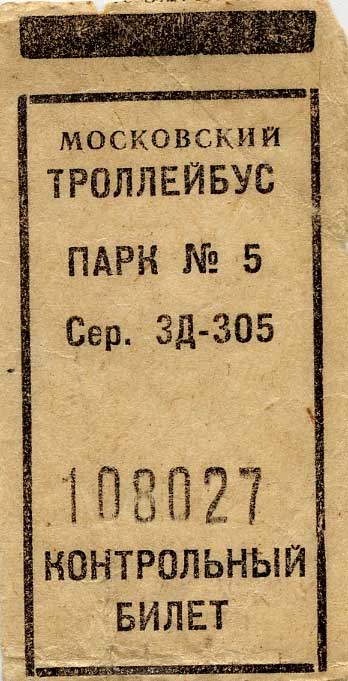 МОСКОВСКИЙ
ТРОЛЛЕЙБУС
ПАРК № 5
Сер. ЗД-305
108027
КОНТРОЛЬНЫЙ
БИЛЕТ